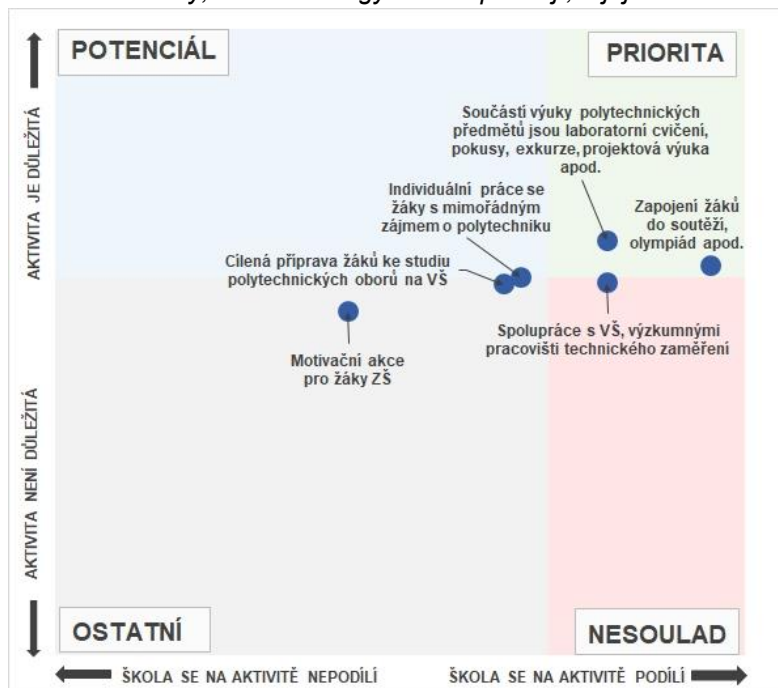 POTENCIÁL
PRIORITA
Součástí výuky polytechnických
předmětů jsou laboratorní cvičení,
pokusy, exkurze, projektová výuka
apod.
Individuální práce se
žáky s mimořádným
zájmem o polytechniku
Zapojení žáků
do soutěží,
olympiád apod.
Cílená příprava žáků ke studiu
polytechnických oborů na VŠ
Spolupráce s VŠ, výzkumnými
pracovišti technického zaměření
Motivační akce
pro žáky ZŠ
AKTIVITA JE DŮLEŽITÁ
AKTIVITA NENÍ DŮLEŽITÁ
OSTATNÍ
NESOULAD
ŠKOLA SE NA AKTIVITĚ NEPODÍLÍ
ŠKOLA SE NA AKTIVITĚ PODÍLÍ